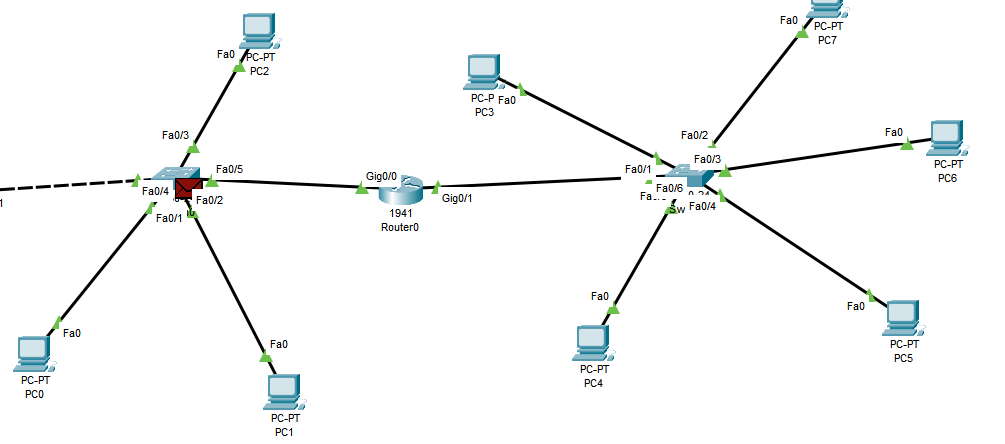 Fa0
PC-PT
PC2
Fa0
PC-PT
PC7
PC-P
Fa0
PC3
Fa0/3
Fa0/2
Fa0
PC-PT
PC6
Fa0/5
Fa0/4
Fa0/2
Fa0/1
Gig0/0
Gig0/1
1941
Router0
Fa0/1
Fa0/3
Fa0/6
Fa0/4
Sw
Fa0
PC-PT
PC0
Fa0
PC-PT
PC1
Fa0
PC-PT
PC4
Fa0
PC-PT
PC5